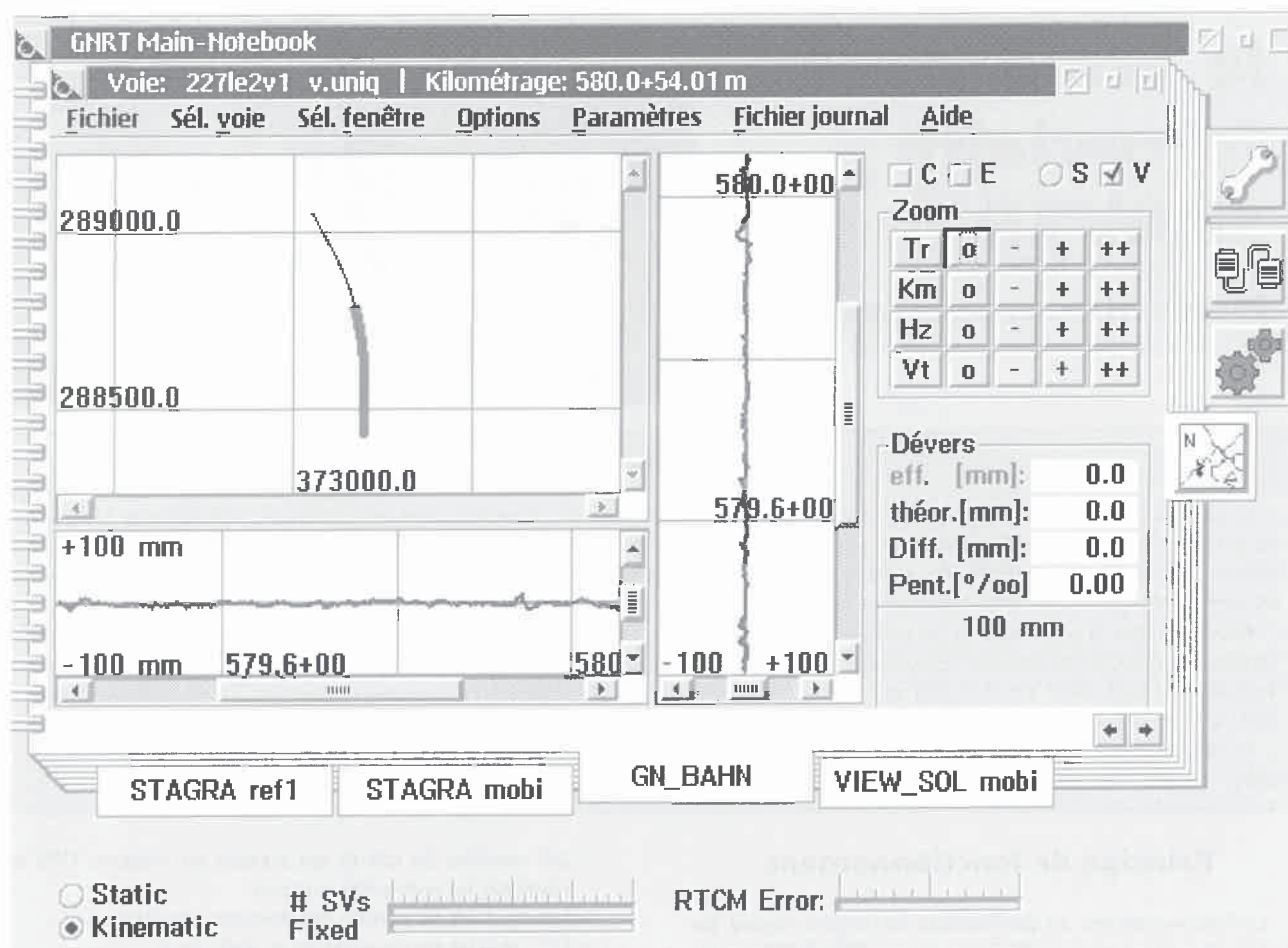 GNRT Main-Notebook
Voie: 227le2v1 v.uniq | Kilométrage: 580.0+54.01 m
Fichier Sél. voie Sél. fenêtre Options Paramètres Fichier journal Aide
289000.0
288500.0
373000.0
+100 mm
-100 mm 579.6+00 580
580.0+00
579.6+00
-100 +100
C E S V
Zoom
Tr o - + ++
Km o - + ++
Hz o - + ++
Vt o - + ++
Dévers
eff. [mm]: 0.0
théor.[mm]: 0.0
Diff. [mm]: 0.0
Pent.[º/oo] 0.00
100 mm
N
STAGRA ref1 STAGRA mobi GN_BAHN VIEW_SOL mobi
Static
Kinematic
# SVs
Fixed
RTCM Error: